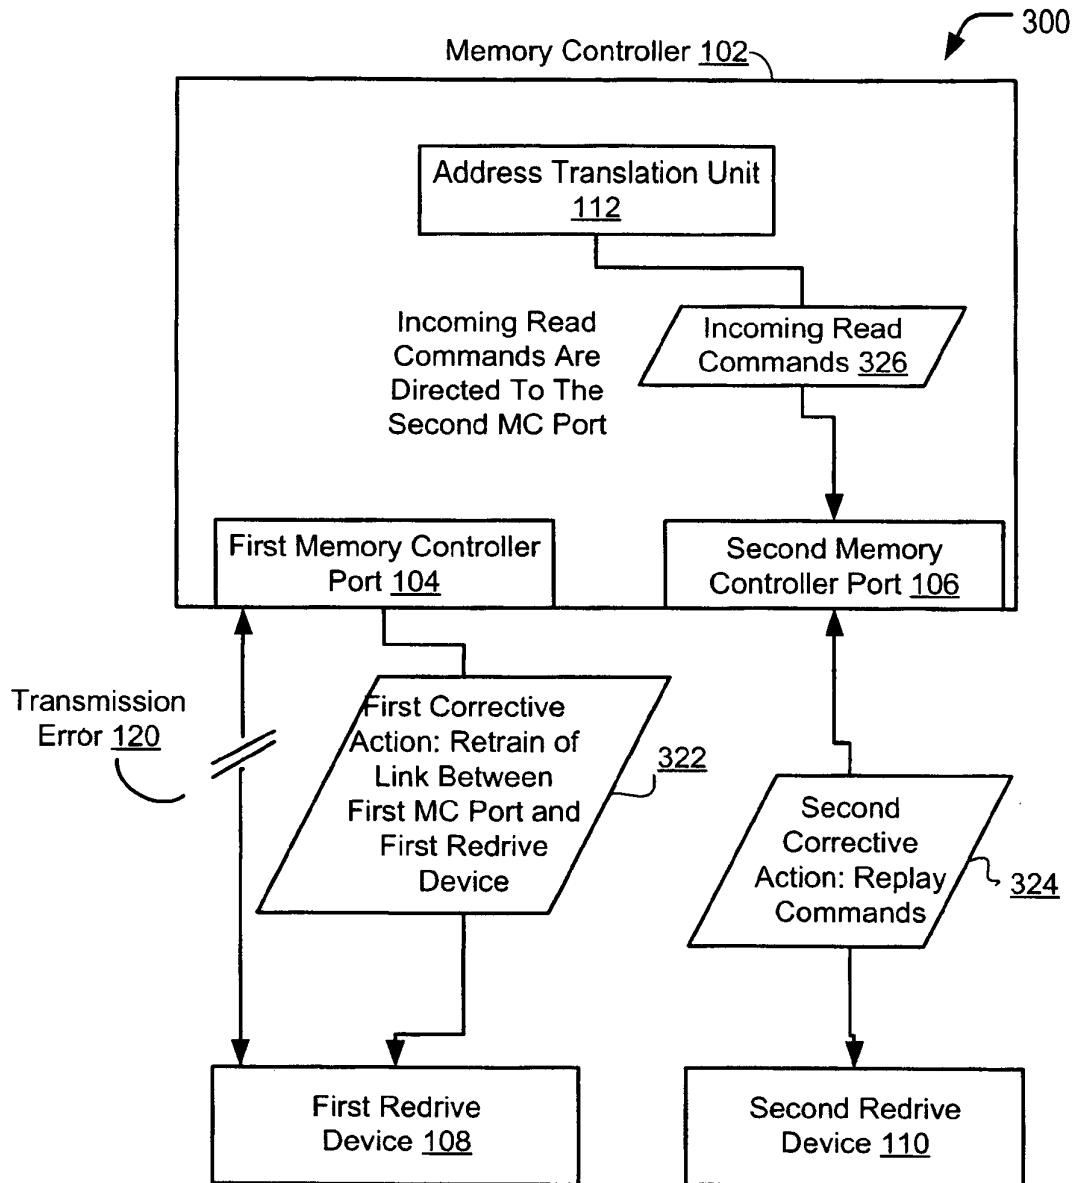 300
Memory Controller 102
Address Translation Unit
112
Incoming Read
Commands Are
Directed To The
Second MC Port
Incoming Read
Commands 326
First Memory Controller
Port 104
Second Memory
Controller Port 106
Transmission
Error 120
First Corrective
Action: Retrain of
Link Between
First MC Port and
First Redrive
Device
322
Second
Corrective
Action: Replay
Commands
324
First Redrive
Device 108
Second Redrive
Device 110